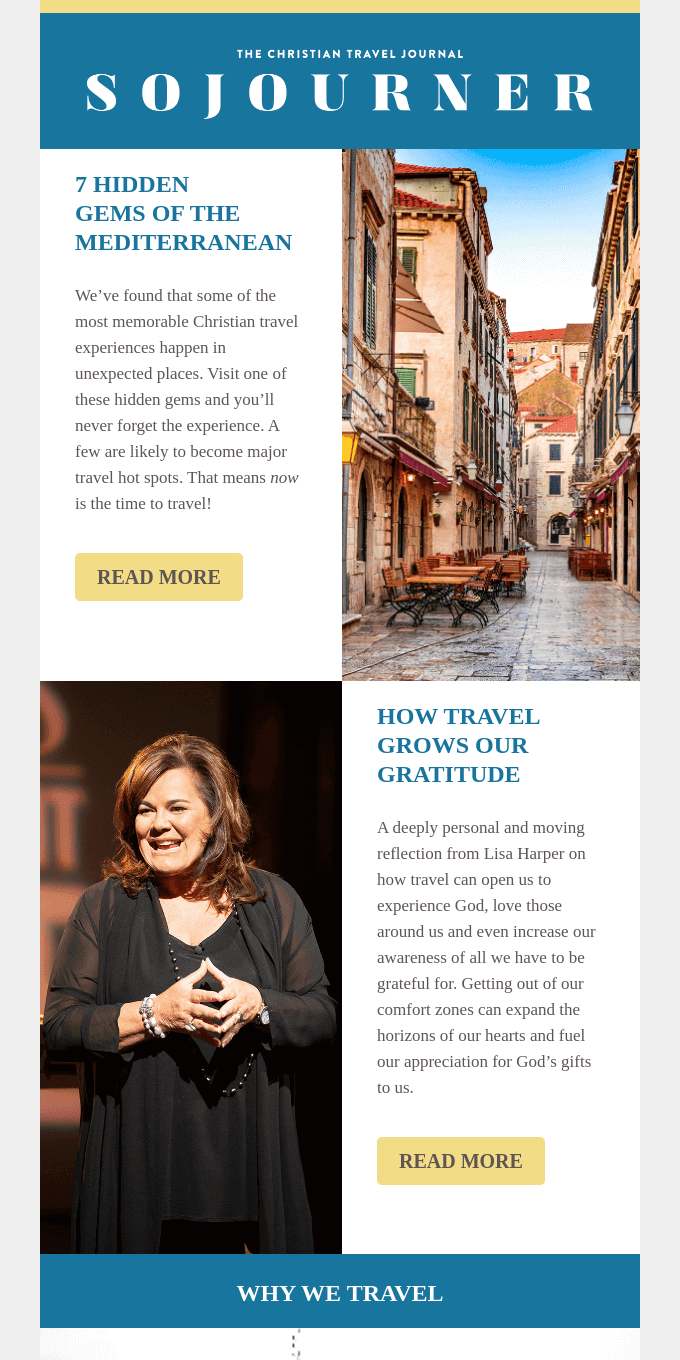 THE CHRISTIAN TRAVEL JOURNAL
SOJOURNER
7 HIDDEN
GEMS OF THE
MEDITERRANEAN
We’ve found that some of the
most memorable Christian travel
experiences happen in
unexpected places. Visit one of
these hidden gems and you’ll
never forget the experience. A
few are likely to become major
travel hot spots. That means now
is the time to travel!
READ MORE
HOW TRAVEL
GROWS OUR
GRATITUDE
A deeply personal and moving
reflection from Lisa Harper on
how travel can open us to
experience God, love those
around us and even increase our
awareness of all we have to be
grateful for. Getting out of our
comfort zones can expand the
horizons of our hearts and fuel
our appreciation for God’s gifts
to us.
READ MORE
WHY WE TRAVEL